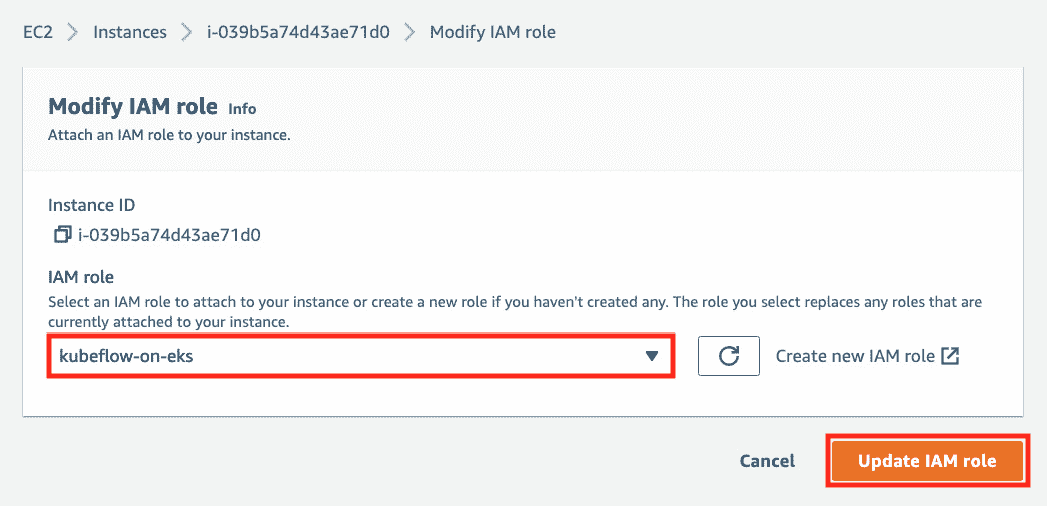 EC2 > Instances > i-039b5a74d43ae71d0 > Modify IAM role
Modify IAM role Info
Attach an IAM role to your instance.
Instance ID
i-039b5a74d43ae71d0
IAM role
Select an IAM role to attach to your instance or create a new role if you haven't created any. The role you select replaces any roles that are
currently attached to your instance.
kubeflow-on-eks
Create new IAM role
Cancel
Update IAM role